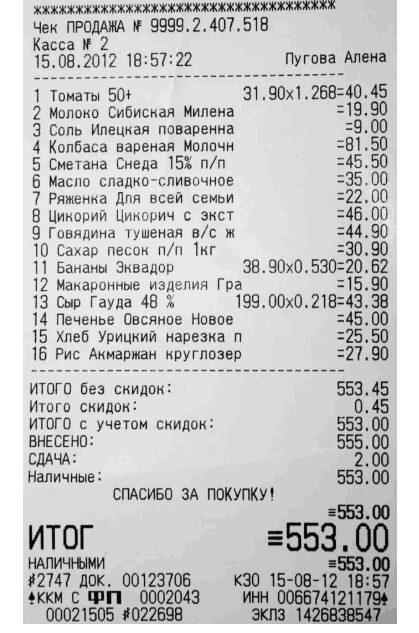 жжжжжжжжжжжжжжжжжжжжжжжжжжжжжжжжжжжж
Чек ПРОДАЖА № 9999.2.407.518
Касса № 2
15.08.2012 18:57:22 Пугова Алена
----------------------------------------
1 Томаты 50+ 31.90x1.268=40.45
2 Молоко Сибиская Милена =19.90
3 Соль Илецкая поваренна =9.00
4 Колбаса вареная Молочн =81.50
5 Сметана Снеда 15% п/п =45.50
6 Масло сладко-сливочное =35.00
7 Ряженка Для всей семьи =22.00
8 Цикорий Цикорич с экст =46.00
9 Говядина тушеная в/с ж =44.90
10 Сахар песок п/п 1кг =30.90
11 Бананы Эквадор 38.90x0.530=20.62
12 Макаронные изделия Гра =15.90
13 Сыр Гауда 48 % 199.00x0.218=43.38
14 Печенье Овсяное Новое =45.00
15 Хлеб Урицкий нарезка п =25.50
16 Рис Акмаржан круглозер =27.90
----------------------------------------
ИТОГО без скидок: 553.45
Итого скидок: 0.45
ИТОГО с учетом скидок: 553.00
ВНЕСЕНО: 555.00
СДАЧА: 2.00
Наличные: 553.00
СПАСИБО ЗА ПОКУПКУ!
≡553.00
ИТОГ ≡553.00
НАЛИЧНЫМИ ≡553.00
#2747 ДОК. 00123706 К30 15-08-12 18:57
♠ККМ С ФП 0002043 ИНН 006674121179♠
00021505 #022698 ЭКЛЗ 1426838547